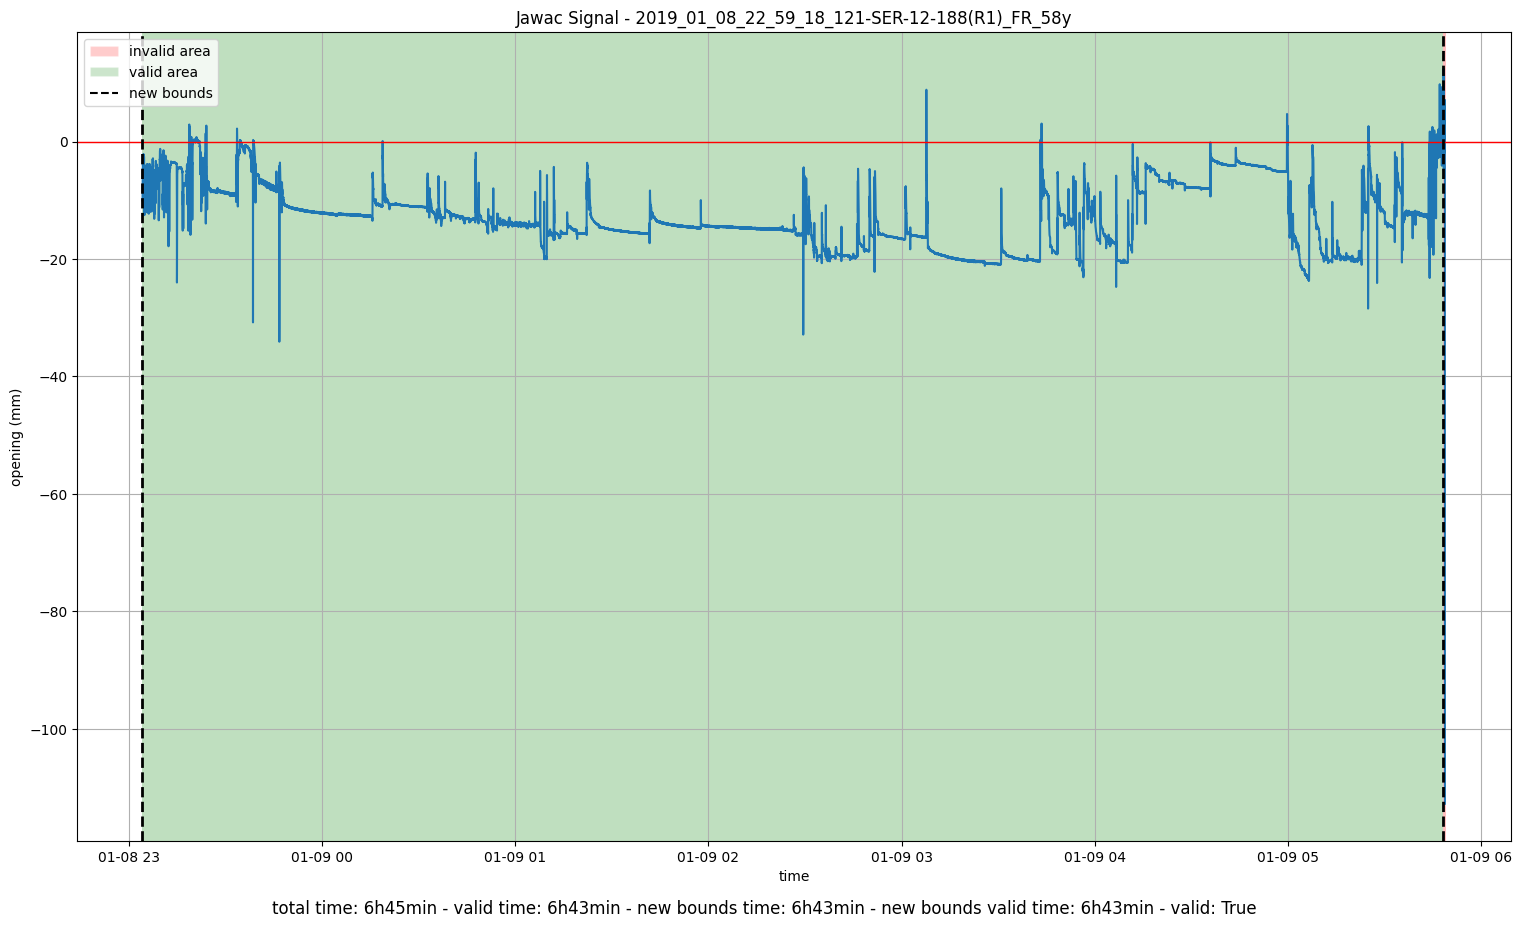 Jawac Signal - 2019_01_08_22_59_18_121-SER-12-188(R1)_FR_58y
invalid area
valid area
new bounds
opening (mm)
0
−20
−40
−60
−80
−100
01-08 23
01-09 00
01-09 01
01-09 02
01-09 03
01-09 04
01-09 05
01-09 06
time
total time: 6h45min - valid time: 6h43min - new bounds time: 6h43min - new bounds valid time: 6h43min - valid: True